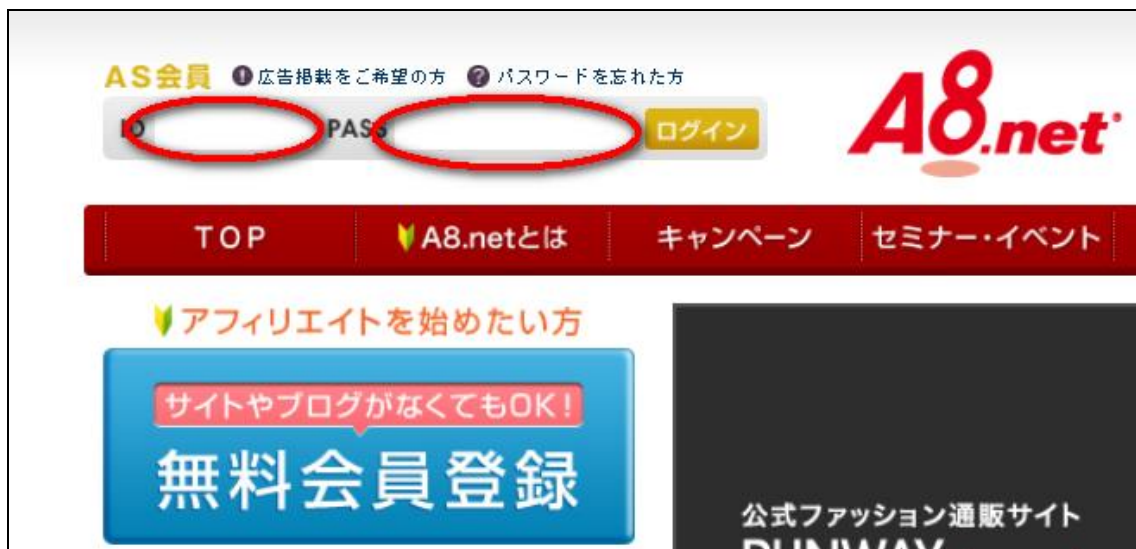 AS会員 広告掲載をご希望の方 パスワードを忘れた方
ID PASS ログイン
A8.net
TOP A8.netとは キャンペーン セミナー・イベント
アフィリエイトを始めたい方
サイトやブログがなくてもOK!
無料会員登録
公式ファッション通販サイト
RUNWAY